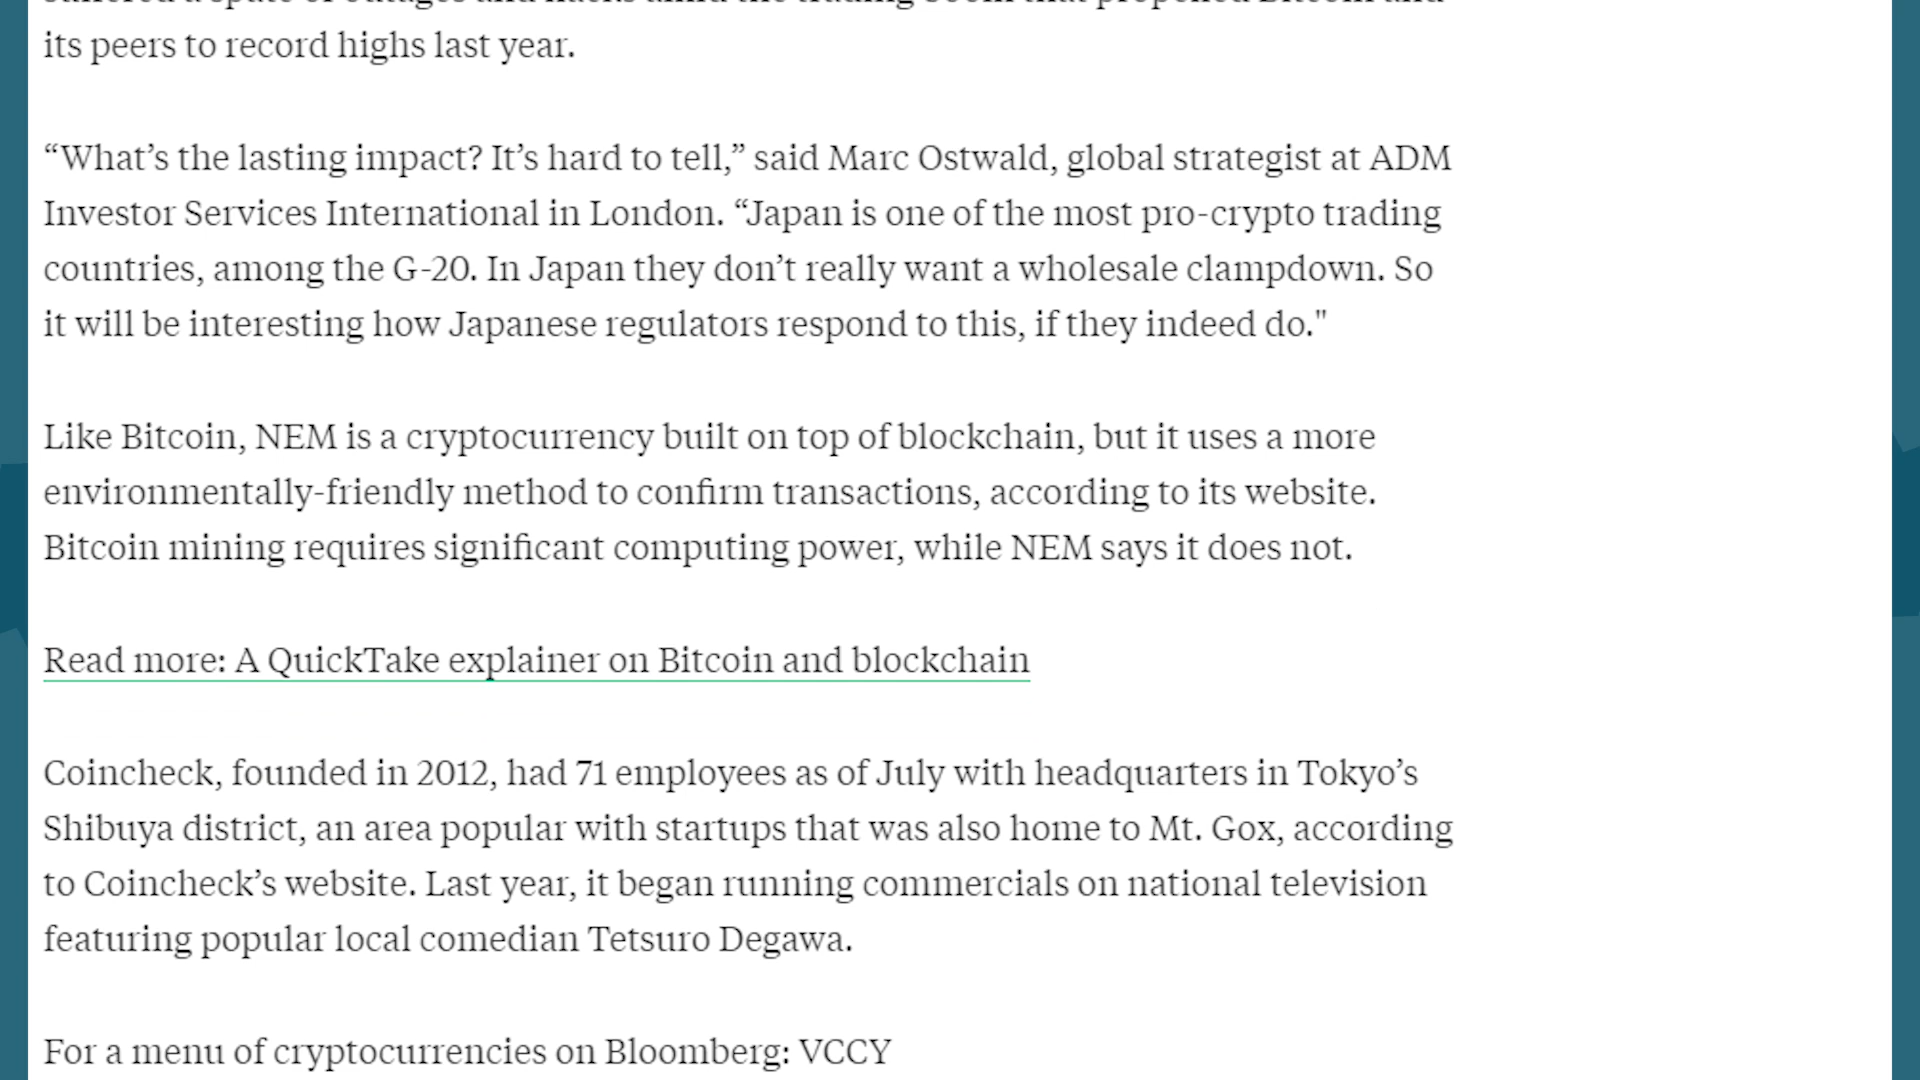 suffered a spate of outages and hacks amid the trading boom that propelled Bitcoin and
its peers to record highs last year.
“What’s the lasting impact? It’s hard to tell,” said Marc Ostwald, global strategist at ADM
Investor Services International in London. “Japan is one of the most pro-crypto trading
countries, among the G-20. In Japan they don’t really want a wholesale clampdown. So
it will be interesting how Japanese regulators respond to this, if they indeed do."
Like Bitcoin, NEM is a cryptocurrency built on top of blockchain, but it uses a more
environmentally-friendly method to confirm transactions, according to its website.
Bitcoin mining requires significant computing power, while NEM says it does not.
Read more: A QuickTake explainer on Bitcoin and blockchain
Coincheck, founded in 2012, had 71 employees as of July with headquarters in Tokyo’s
Shibuya district, an area popular with startups that was also home to Mt. Gox, according
to Coincheck’s website. Last year, it began running commercials on national television
featuring popular local comedian Tetsuro Degawa.
For a menu of cryptocurrencies on Bloomberg: VCCY